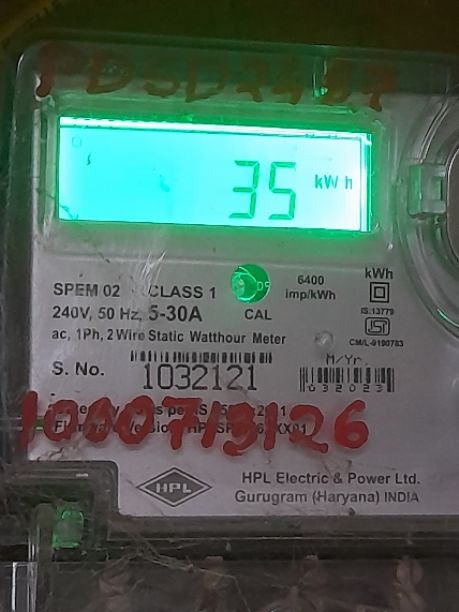 35 kWh
SPEM 02 CLASS 1
6400 imp/kWh
kWh
240V, 50 Hz, 5-30A
CAL
IS:13779
ac, 1Ph, 2 Wire Static Watthour Meter
CM/L-9190783
S. No. 1032121
M/Yr.
032023
HPL
HPL Electric & Power Ltd.
Gurugram (Haryana) INDIA